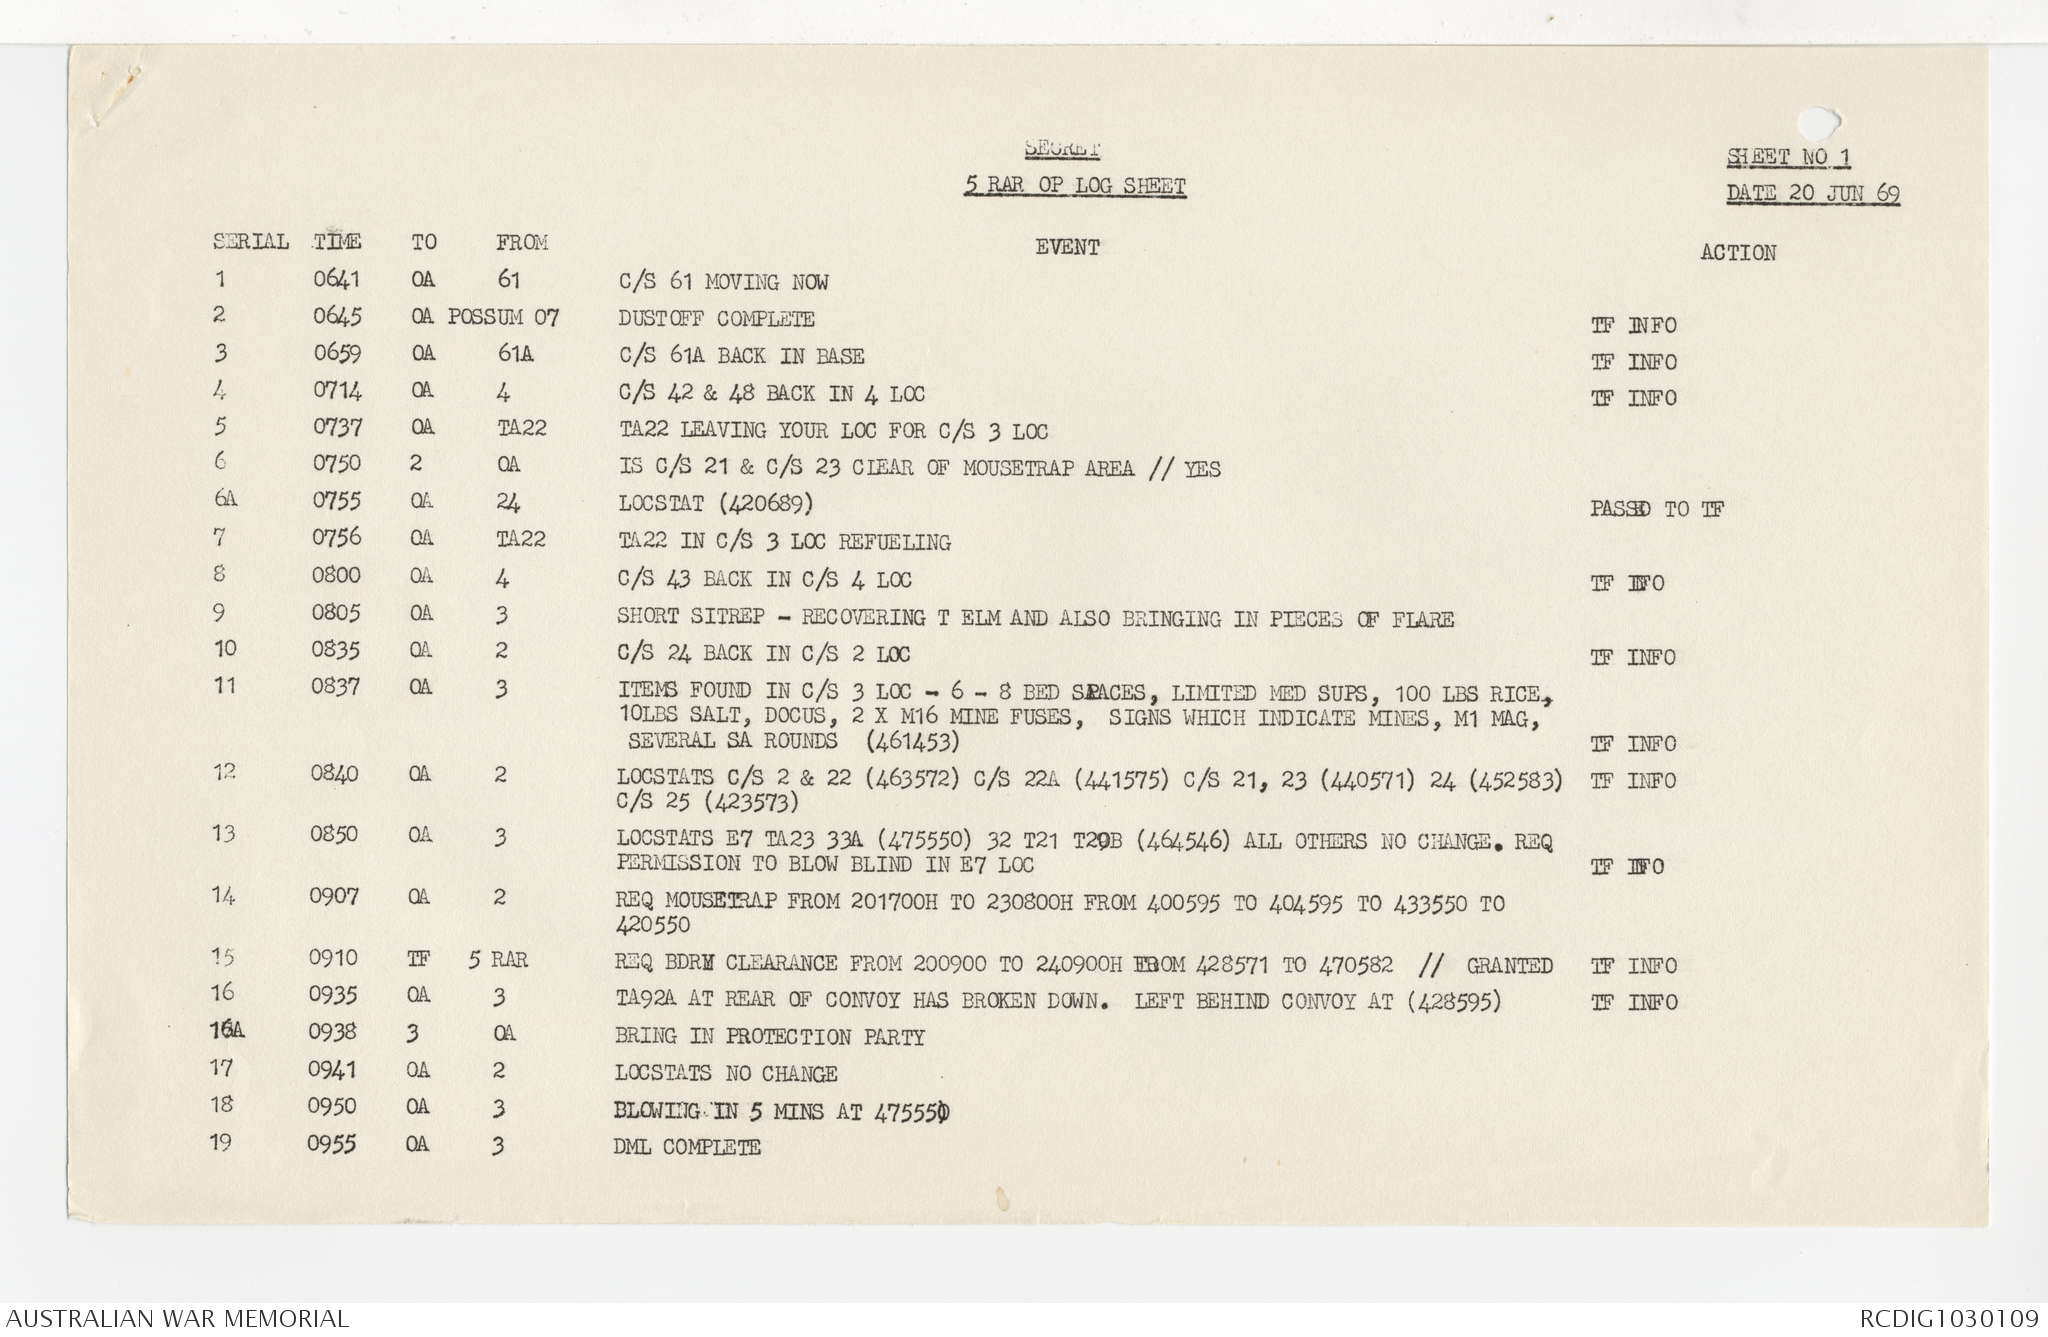 SECRET
5 RAR OP LOG SHEET
SHEET NO 1
DATE 20 JUN 69
SERIAL TIME TO FROM EVENT ACTION
1 0641 OA 61 C/S 61 MOVING NOW
2 0645 OA POSSUM 07 DUSTOFF COMPLETE TF INFO
3 0659 OA 61A C/S 61A BACK IN BASE TF INFO
4 0714 OA 4 C/S 42 & 48 BACK IN 4 LOC TF INFO
5 0737 OA TA22 TA22 LEAVING YOUR LOC FOR C/S 3 LOC
6 0750 2 OA IS C/S 21 & C/S 23 CLEAR OF MOUSETRAP AREA // YES
6A 0755 OA 24 LOCSTAT (420689) PASSED TO TF
7 0756 OA TA22 TA22 IN C/S 3 LOC REFUELING
8 0800 OA 4 C/S 43 BACK IN C/S 4 LOC TF INFO
9 0805 OA 3 SHORT SITREP - RECOVERING T ELM AND ALSO BRINGING IN PIECES OF FLARE
10 0835 OA 2 C/S 24 BACK IN C/S 2 LOC TF INFO
11 0837 OA 3 ITEMS FOUND IN C/S 3 LOC - 6 - 8 BED SPACES, LIMITED MED SUPS, 100 LBS RICE,
10LBS SALT, DOCUS, 2 X M16 MINE FUSES, SIGNS WHICH INDICATE MINES, M1 MAG,
SEVERAL SA ROUNDS (461453) TF INFO
12 0840 OA 2 LOCSTATS C/S 2 & 22 (463572) C/S 22A (441575) C/S 21, 23 (440571) 24 (452583) TF INFO
C/S 25 (423573)
13 0850 OA 3 LOCSTATS E7 TA23 33A (475550) 32 T21 T20B (464546) ALL OTHERS NO CHANGE. REQ
PERMISSION TO BLOW BLIND IN E7 LOC TF INFO
14 0907 OA 2 REQ MOUSETRAP FROM 201700H TO 230800H FROM 400595 TO 404595 TO 433550 TO
420550
15 0910 TF 5 RAR REQ BDRY CLEARANCE FROM 200900 TO 240900H FROM 428571 TO 470582 // GRANTED TF INFO
16 0935 OA 3 TA92A AT REAR OF CONVOY HAS BROKEN DOWN. LEFT BEHIND CONVOY AT (428595) TF INFO
16A 0938 3 OA BRING IN PROTECTION PARTY
17 0941 OA 2 LOCSTATS NO CHANGE
18 0950 OA 3 BLOWING IN 5 MINS AT 475550
19 0955 OA 3 DML COMPLETE
AUSTRALIAN WAR MEMORIAL
RCDIG1030109